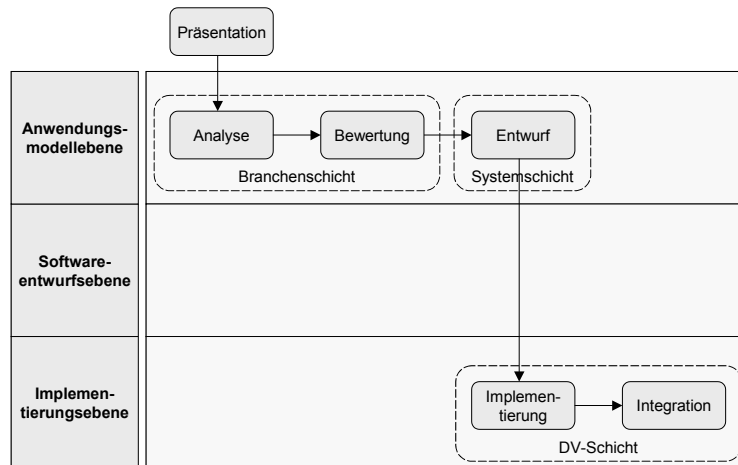 Präsentation
Anwendungs-
modellebene
Analyse
Bewertung
Entwurf
Branchenschicht
Systemschicht
Software-
entwurfsebene
Implemen-
tierungsebene
Implemen-
tierung
Integration
DV-Schicht